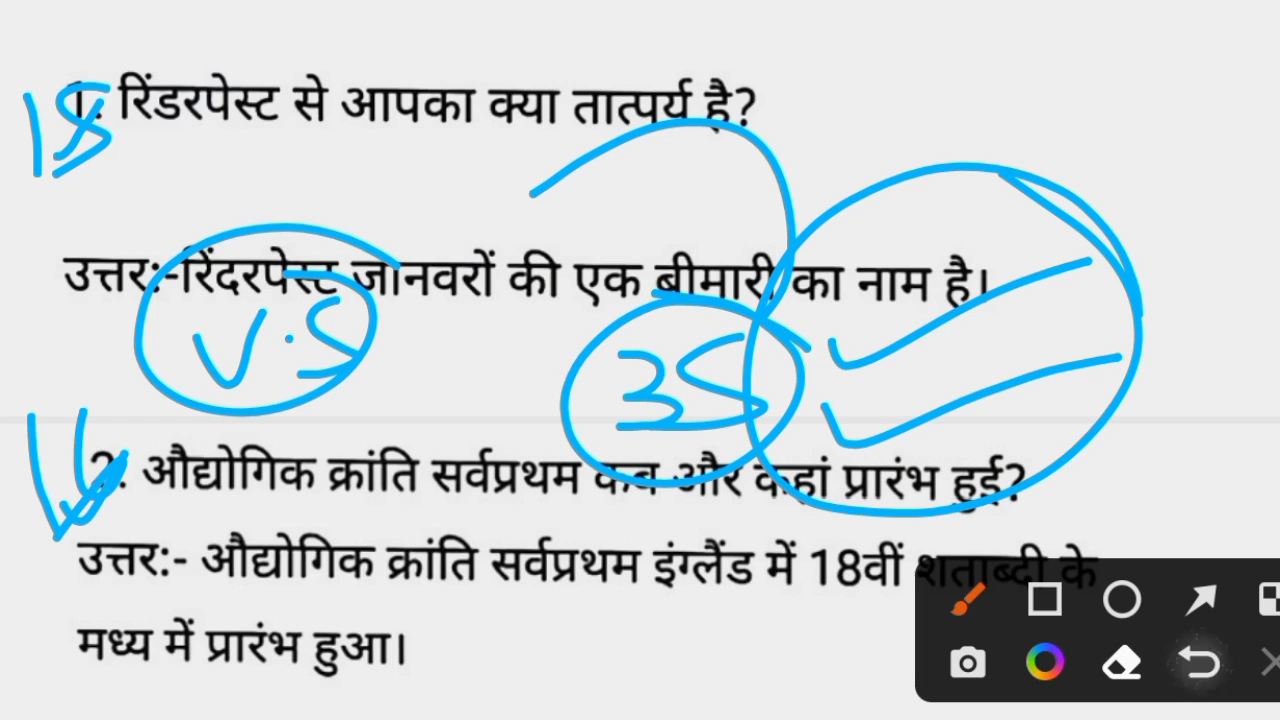 1. रिंडरपेस्ट से आपका क्या तात्पर्य है?
उत्तर:-रिंदरपेस्ट जानवरों की एक बीमारी का नाम है।
V.S
35
2. औद्योगिक क्रांति सर्वप्रथम कब और कहां प्रारंभ हुई?
उत्तर:- औद्योगिक क्रांति सर्वप्रथम इंग्लैंड में 18वीं शताब्दी के
मध्य में प्रारंभ हुआ।